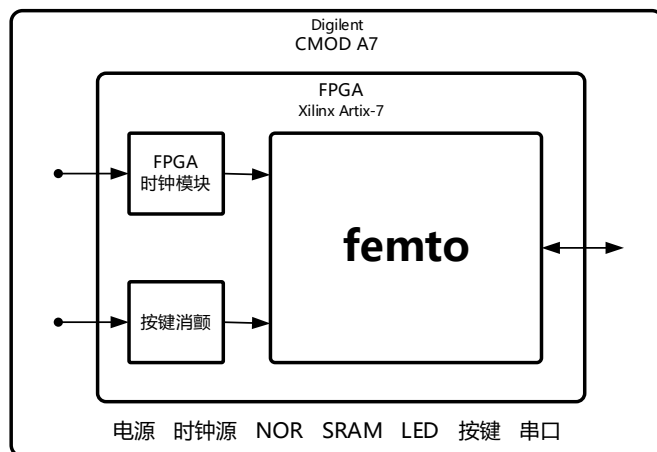 Digilent
CMOD A7
FPGA
Xilinx Artix-7
FPGA
时钟模块
femto
按键消颤
电源 时钟源 NOR SRAM LED 按键 串口